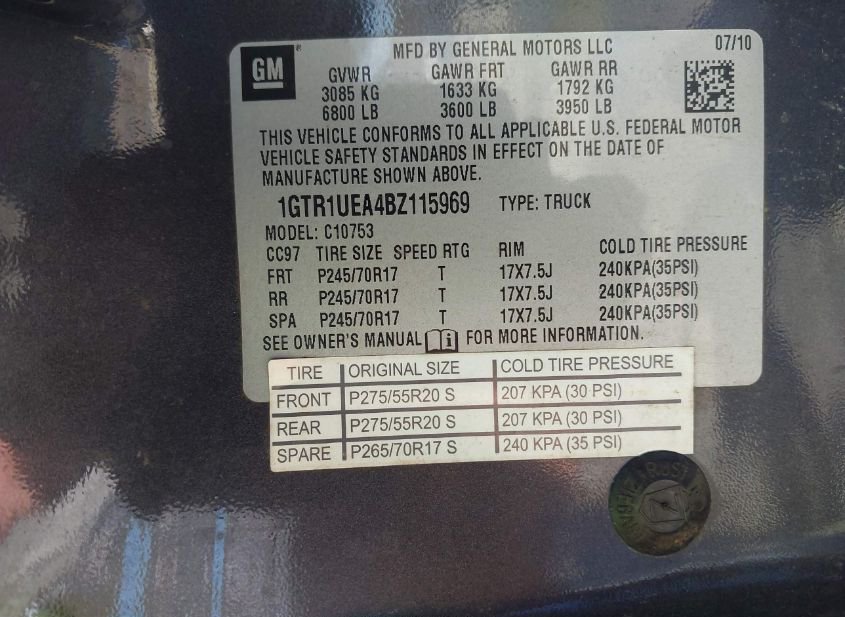 GM
MFD BY GENERAL MOTORS LLC 07/10
GVWR GAWR FRT GAWR RR
3085 KG 1633 KG 1792 KG
6800 LB 3600 LB 3950 LB
THIS VEHICLE CONFORMS TO ALL APPLICABLE U.S. FEDERAL MOTOR
VEHICLE SAFETY STANDARDS IN EFFECT ON THE DATE OF
MANUFACTURE SHOWN ABOVE.
1GTR1UEA4BZ115969 TYPE: TRUCK
MODEL: C10753
CC97 TIRE SIZE SPEED RTG RIM COLD TIRE PRESSURE
FRT P245/70R17 T 17X7.5J 240KPA(35PSI)
RR P245/70R17 T 17X7.5J 240KPA(35PSI)
SPA P245/70R17 T 17X7.5J 240KPA(35PSI)
SEE OWNER'S MANUAL FOR MORE INFORMATION.
TIRE ORIGINAL SIZE COLD TIRE PRESSURE
FRONT P275/55R20 S 207 KPA (30 PSI)
REAR P275/55R20 S 207 KPA (30 PSI)
SPARE P265/70R17 S 240 KPA (35 PSI)